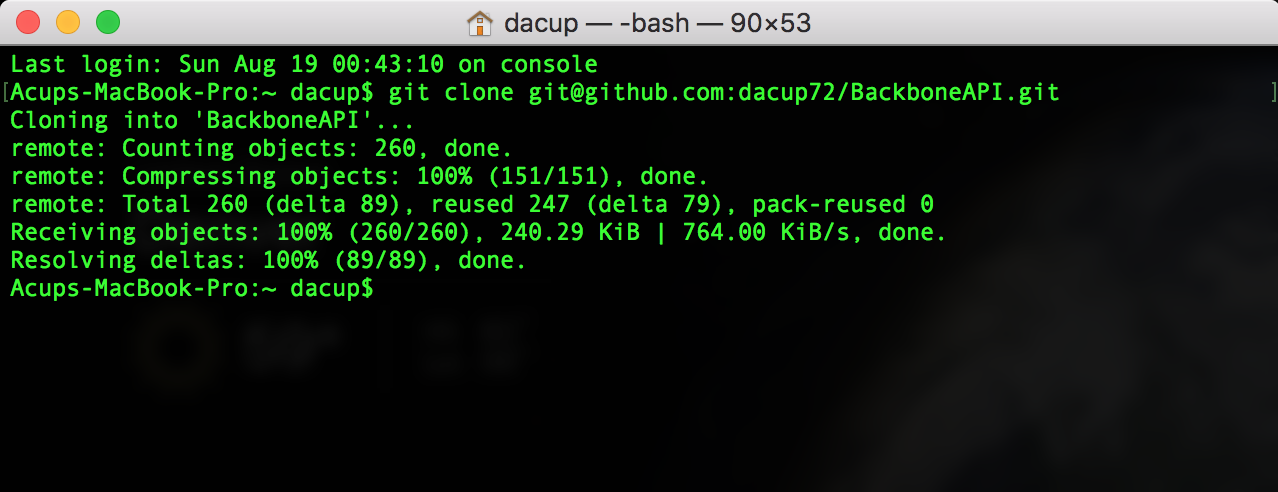 dacup — -bash — 90×53
Last login: Sun Aug 19 00:43:10 on console
[Acups-MacBook-Pro:~ dacup$ git clone git@github.com:dacup72/BackboneAPI.git ]
Cloning into 'BackboneAPI'...
remote: Counting objects: 260, done.
remote: Compressing objects: 100% (151/151), done.
remote: Total 260 (delta 89), reused 247 (delta 79), pack-reused 0
Receiving objects: 100% (260/260), 240.29 KiB | 764.00 KiB/s, done.
Resolving deltas: 100% (89/89), done.
Acups-MacBook-Pro:~ dacup$